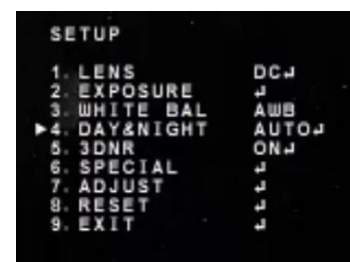 SETUP
1. LENS DC↵
2. EXPOSURE ↵
3. WHITE BAL AWB
►4. DAY&NIGHT AUTO↵
5. 3DNR ON↵
6. SPECIAL ↵
7. ADJUST ↵
8. RESET ↵
9. EXIT ↵